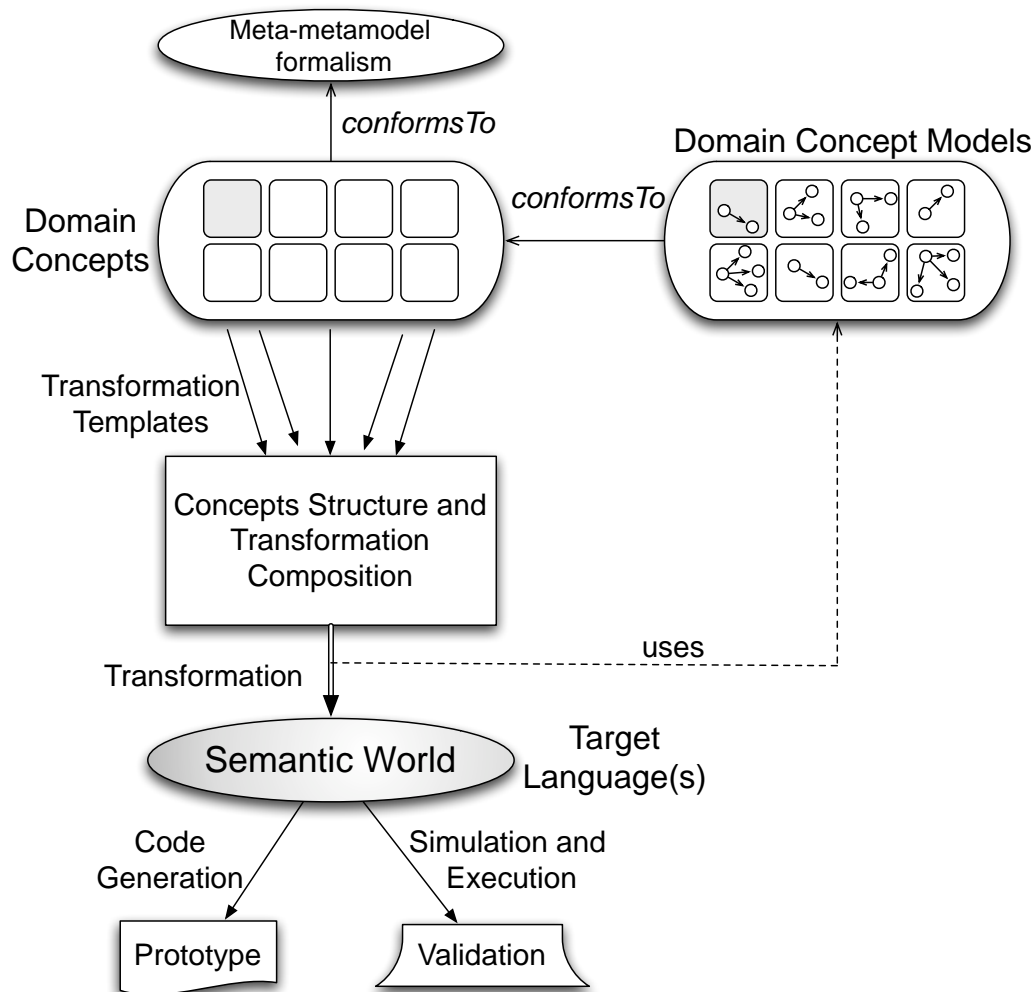 Meta-metamodel
formalism
conformsTo
Domain Concept Models
conformsTo
Domain
Concepts
Transformation
Templates
Concepts Structure and
Transformation
Composition
uses
Transformation
Semantic World
Target
Language(s)
Code
Generation
Simulation and
Execution
Prototype
Validation